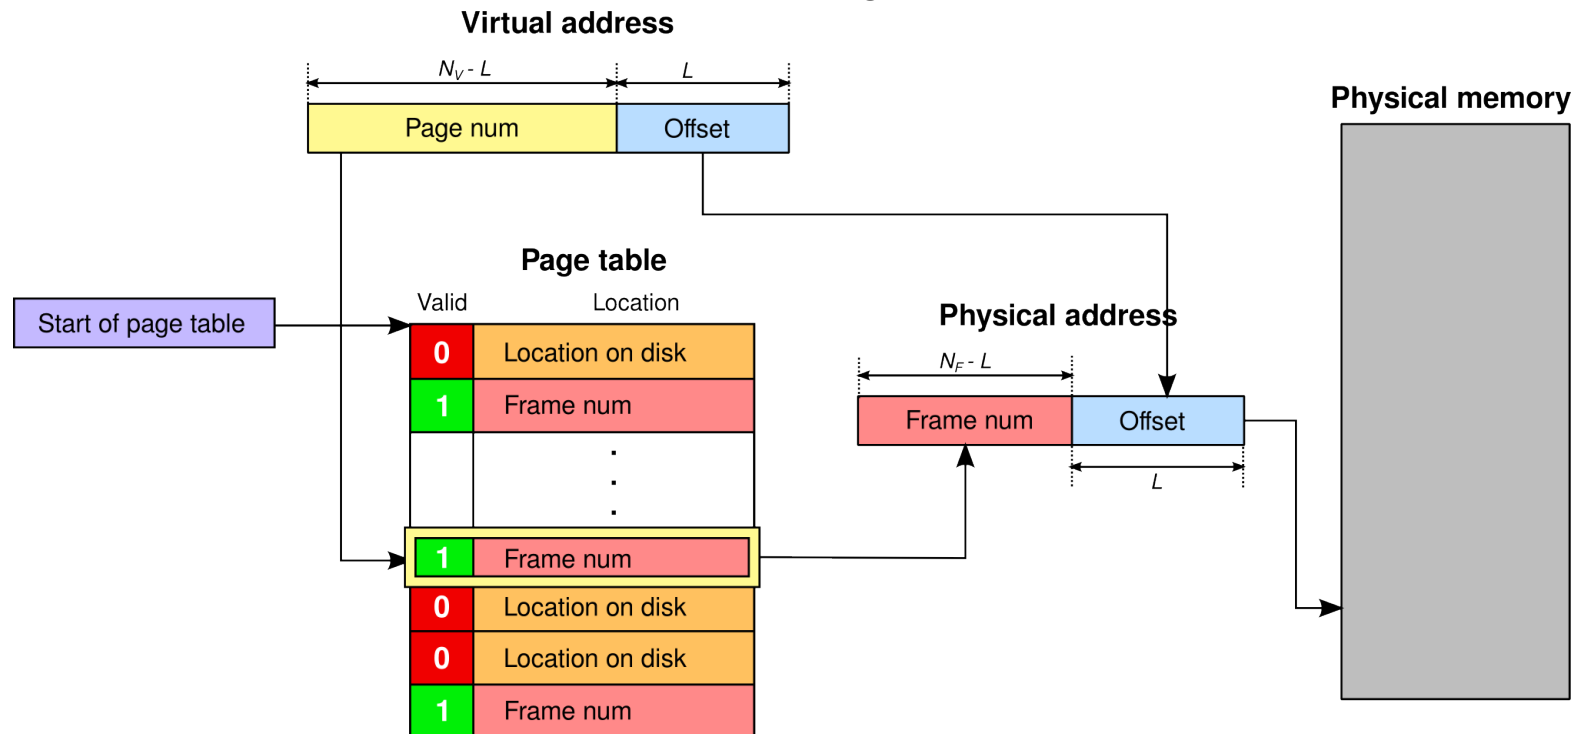 Virtual address
N_V - L
L
Page num
Offset
Physical memory
Page table
Valid
Location
Start of page table
0
Location on disk
1
Frame num
.
.
.
1
Frame num
0
Location on disk
0
Location on disk
1
Frame num
Physical address
N_F - L
Frame num
Offset
L